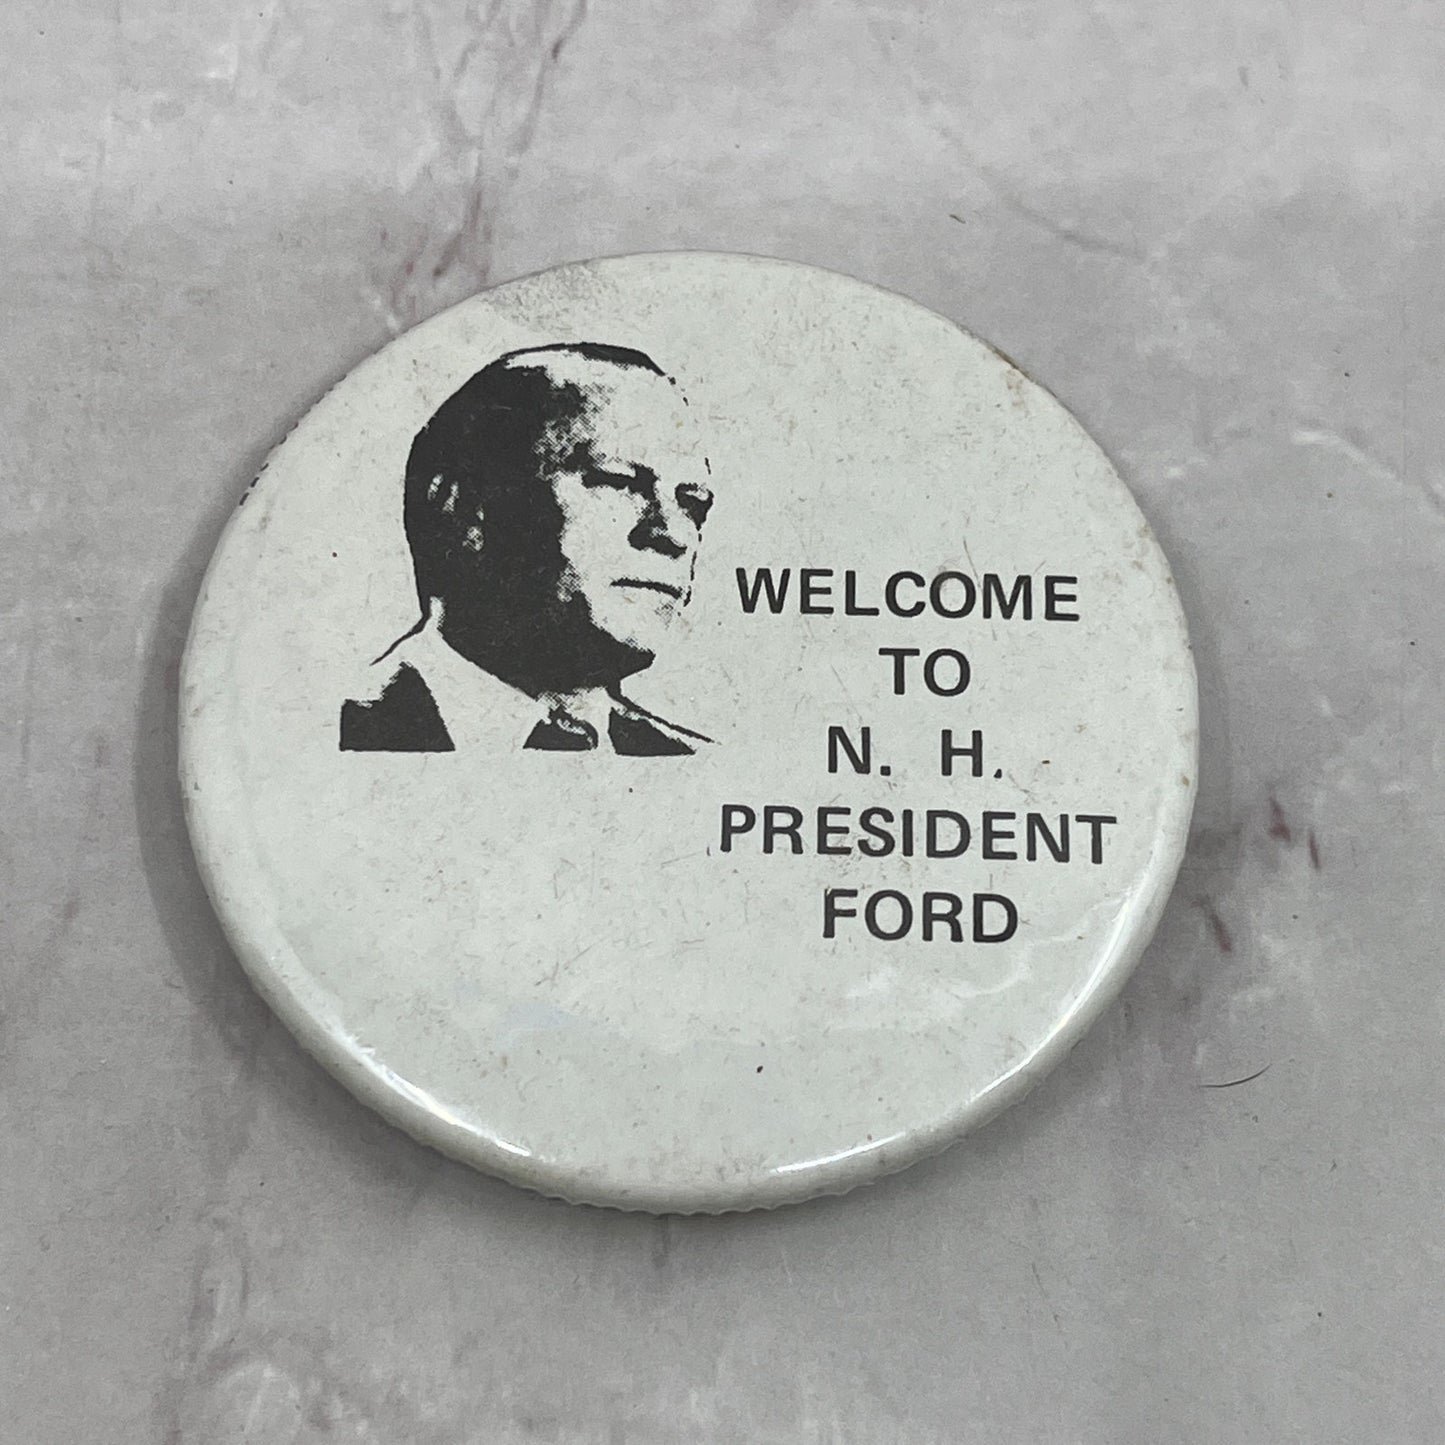 WELCOME
TO
N. H.
PRESIDENT
FORD